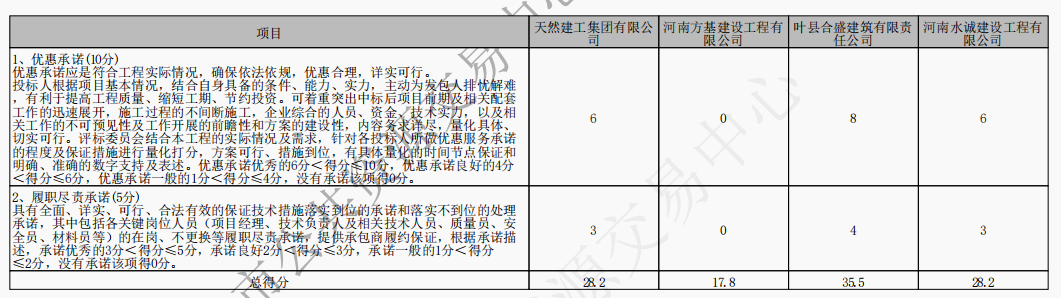 项目
天然建工集团有限公司
河南方基建设工程有限公司
叶县合盛建筑有限责任公司
河南水诚建设工程有限公司
1、优惠承诺(10分)
优惠承诺应是符合工程实际情况，确保依法依规，优惠合理，详实可行。
投标人根据项目基本情况，结合自身具备的条件、能力、实力，主动为发包人排忧解难
，有利于提高工程质量、缩短工期、节约投资。可着重突出中标后项目前期及相关配套
工作的迅速展开，施工过程的不间断施工，企业综合的人员、资金、技术实力，以及相
关工作的不可预见性及工作开展的前瞻性和方案的建设性，内容务求详尽，量化具体、
切实可行。评标委员会结合本工程的实际情况及需求，针对各投标人所做优惠服务承诺
的程度及保证措施进行量化打分，方案可行、措施到位，有具体量化的时间节点保证和
明确、准确的数字支持及表述。优惠承诺优秀的6分＜得分≤10分，优惠承诺良好的4分
＜得分≤6分，优惠承诺一般的1分＜得分≤4分，没有承诺该项得0分。
6 0 8 6
2、履职尽责承诺(5分)
具有全面、详实、可行、合法有效的保证技术措施落实到位的承诺和落实不到位的处理
承诺，其中包括各关键岗位人员（项目经理、技术负责人及相关技术人员、质量员、安
全员、材料员等）的在岗、不更换等履职尽责承诺，提供承包商履约保证，根据承诺描
述，承诺优秀的3分＜得分≤5分，承诺良好2分＜得分≤3分，承诺一般的1分＜得分
≤2分，没有承诺该项得0分。
3 0 4 3
总得分 28.2 17.8 35.5 28.2
市公共资源交易中心
源交易中心